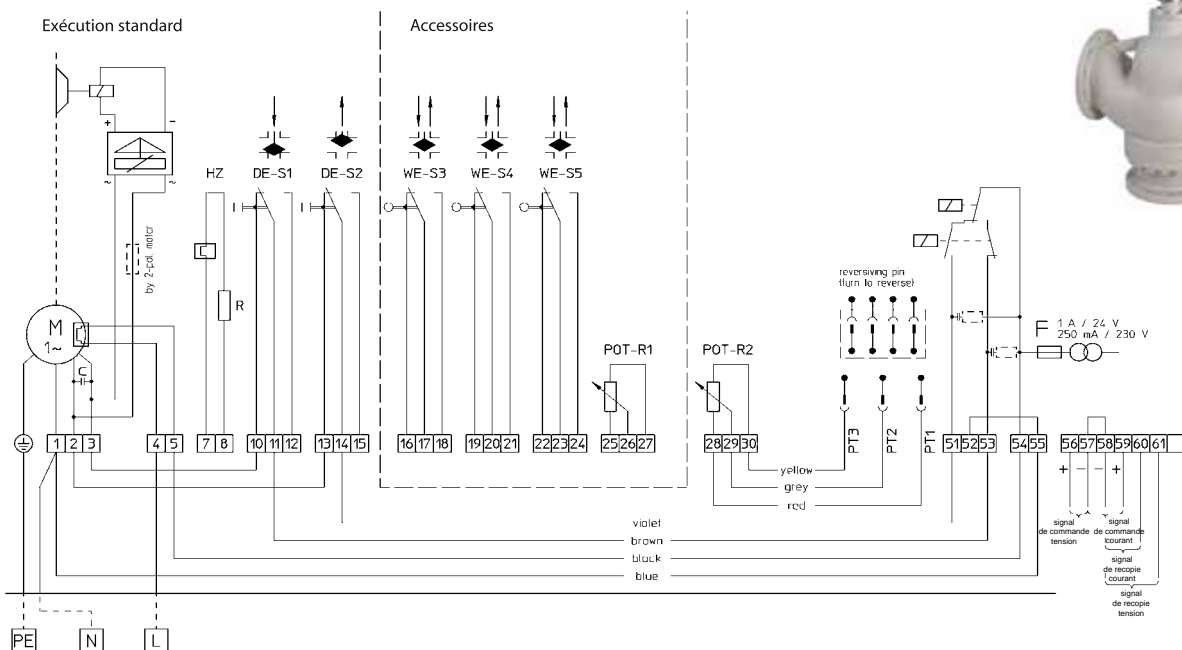 Exécution standard
Accessoires
+
-
~
~
by 2-pol. motor
HZ
DE-S1
DE-S2
WE-S3
WE-S4
WE-S5
R
M
1~
C
POT-R1
POT-R2
reversiving pin
(turn to reverse)
F
1 A / 24 V
250 mA / 230 V
PT3
PT2
PT1
1 2 3
4 5
7 8
10 11 12
13 14 15
16 17 18
19 20 21
22 23 24
25 26 27
28 29 30
51 52 53
54 55
56 57 58 59 60 61
+ - - +
yellow
grey
red
violet
brown
black
blue
signal
de commande
tension
signal
de commande
courant
signal
de recopie
courant
signal
de recopie
tension
PE
N
L